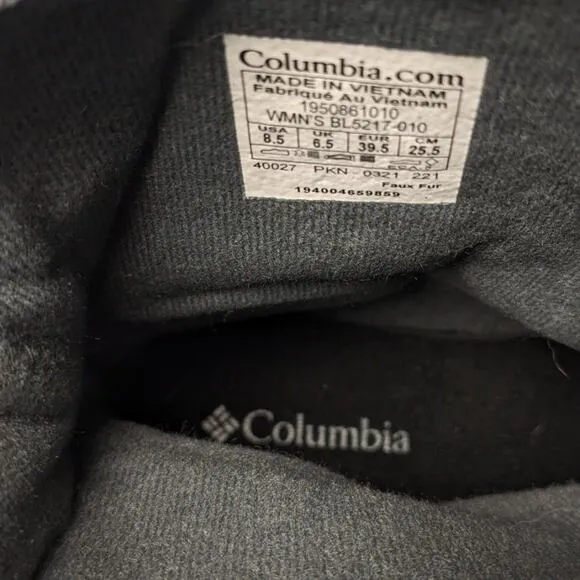 Columbia.com
MADE IN VIETNAM
Fabriqué Au Vietnam
1950861010
WMN'S BL5217-010
USA UK EUR CM
8.5 6.5 39.5 25.5
40027 PKN - 0321 221
Faux Fur
194004659859
Columbia